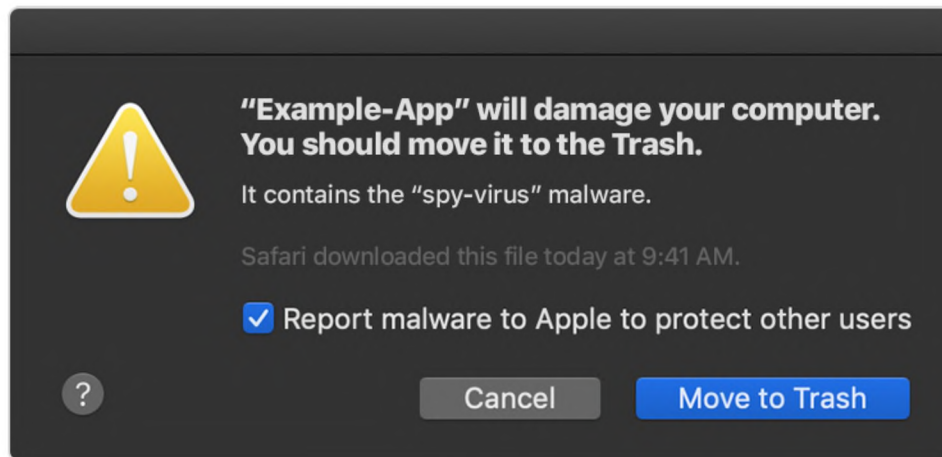 “Example-App” will damage your computer.
You should move it to the Trash.
It contains the “spy-virus” malware.
Safari downloaded this file today at 9:41 AM.
Report malware to Apple to protect other users
?
Cancel
Move to Trash